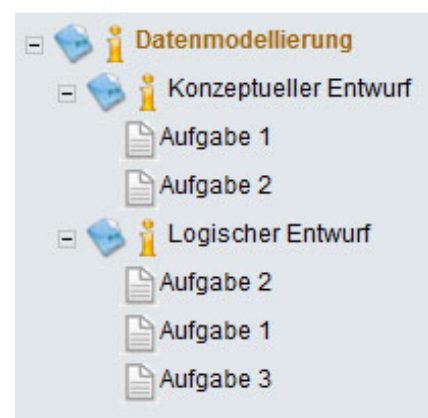 Datenmodellierung
Konzeptueller Entwurf
Aufgabe 1
Aufgabe 2
Logischer Entwurf
Aufgabe 2
Aufgabe 1
Aufgabe 3